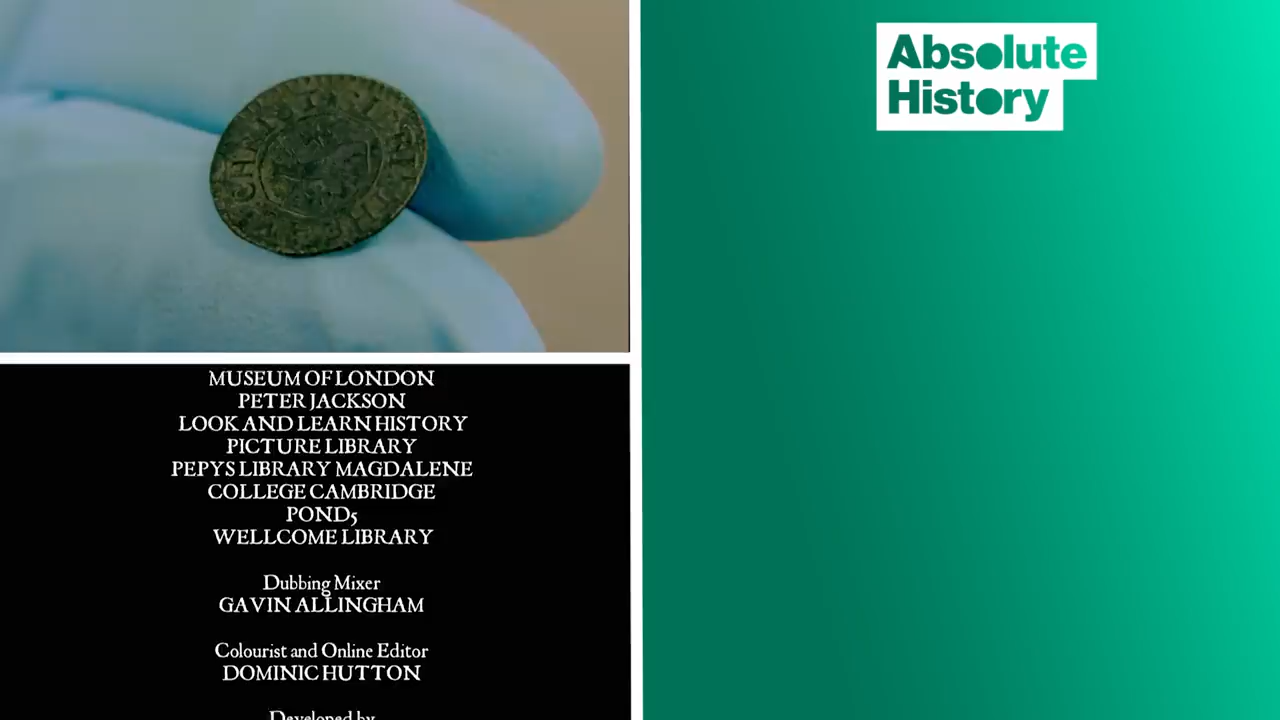 Absolute
History
MUSEUM OF LONDON
PETER JACKSON
LOOK AND LEARN HISTORY
PICTURE LIBRARY
PEPYS LIBRARY MAGDALENE
COLLEGE CAMBRIDGE
POND5
WELLCOME LIBRARY
Dubbing Mixer
GAVIN ALLINGHAM
Colourist and Online Editor
DOMINIC HUTTON
Developed by